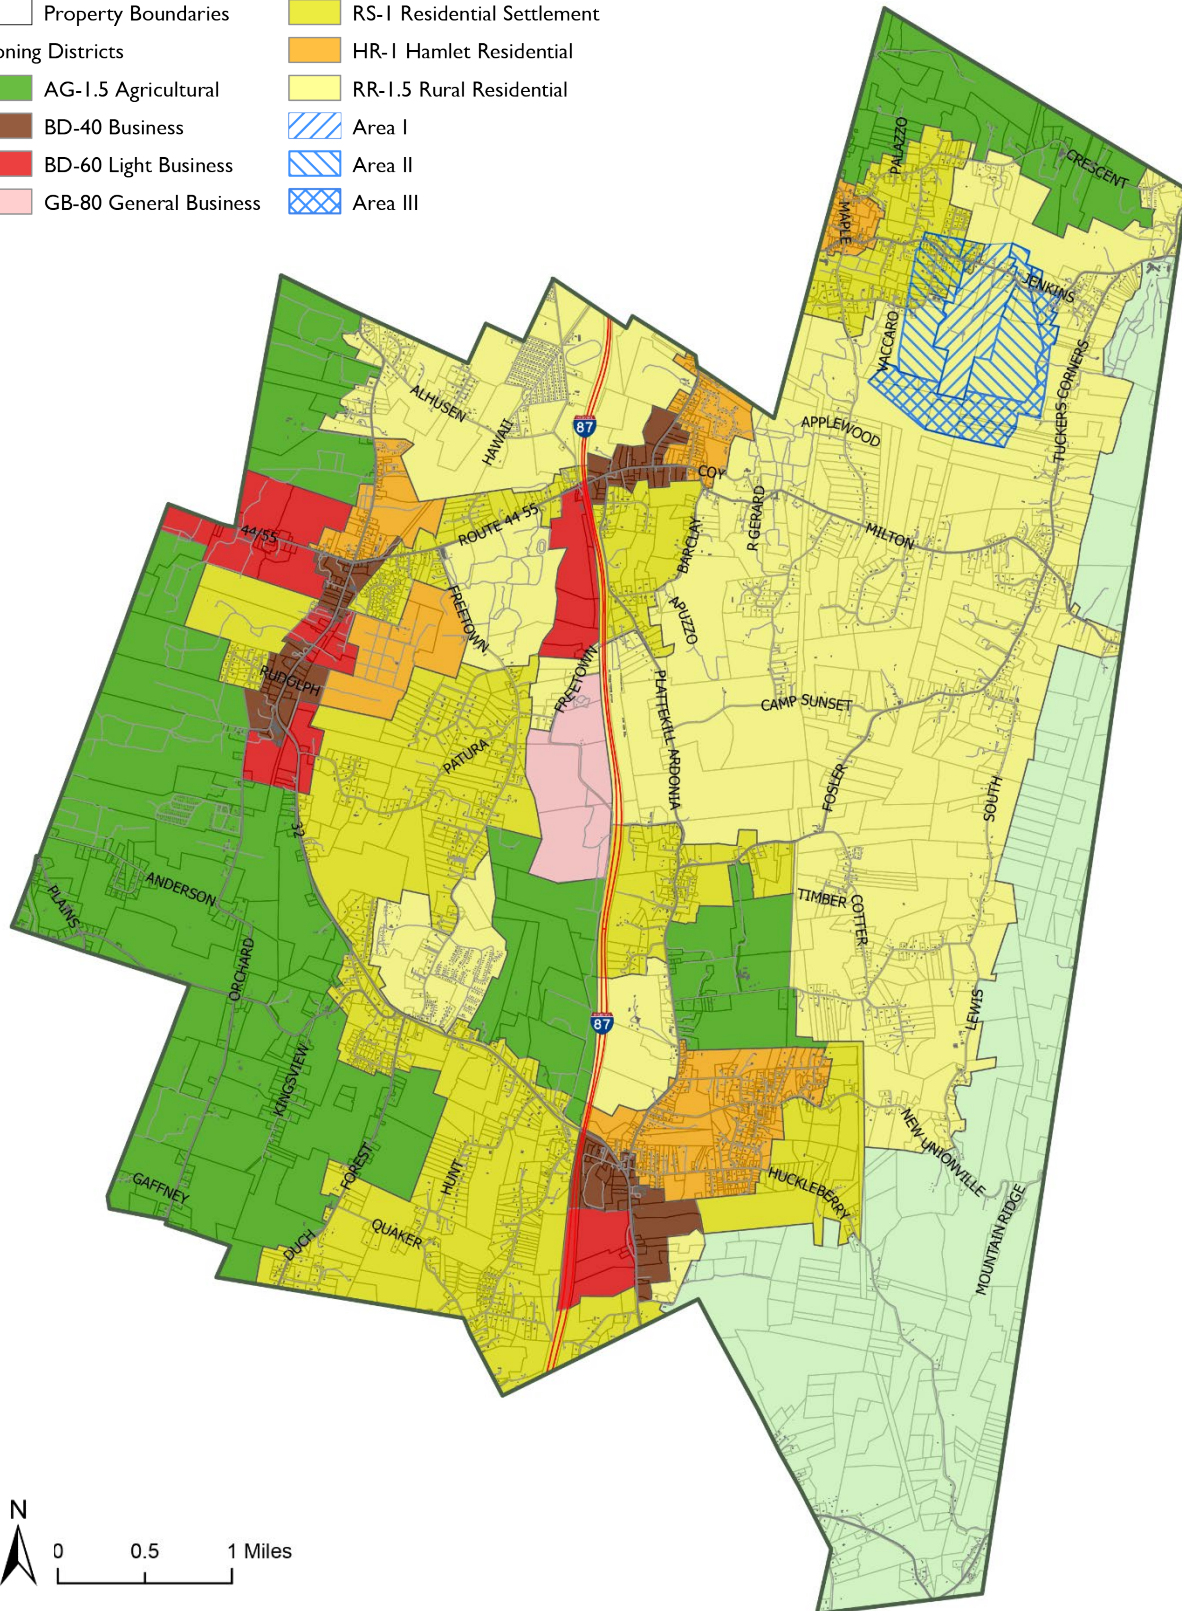 Property Boundaries
RS-1 Residential Settlement
oning Districts
HR-1 Hamlet Residential
AG-1.5 Agricultural
RR-1.5 Rural Residential
BD-40 Business
Area I
BD-60 Light Business
Area II
GB-80 General Business
Area III
PALAZZO
CRESCENT
MAPLE
JENKINS
VACCARO
TUCKERS CORNERS
ALHUSEN
HAWAII
87
APPLEWOOD
COY
R GERARD
ROUTE 44 55
44/55
MILTON
BARCLAY
FREETOWN
APUZZO
RUDOLPH
FREETOWN
PLATTEKILL ARDONIA
CAMP SUNSET
PATURA
FOSLER
SOUTH
32
ANDERSON
PLAINS
TIMBER
COTTER
ORCHARD
LEWIS
87
KINGSVIEW
NEW UNIONVILLE
FOREST
HUNT
GAFFNEY
HUCKLEBERRY
MOUNTAIN RIDGE
QUAKER
DUCH
N
0 0.5 1 Miles